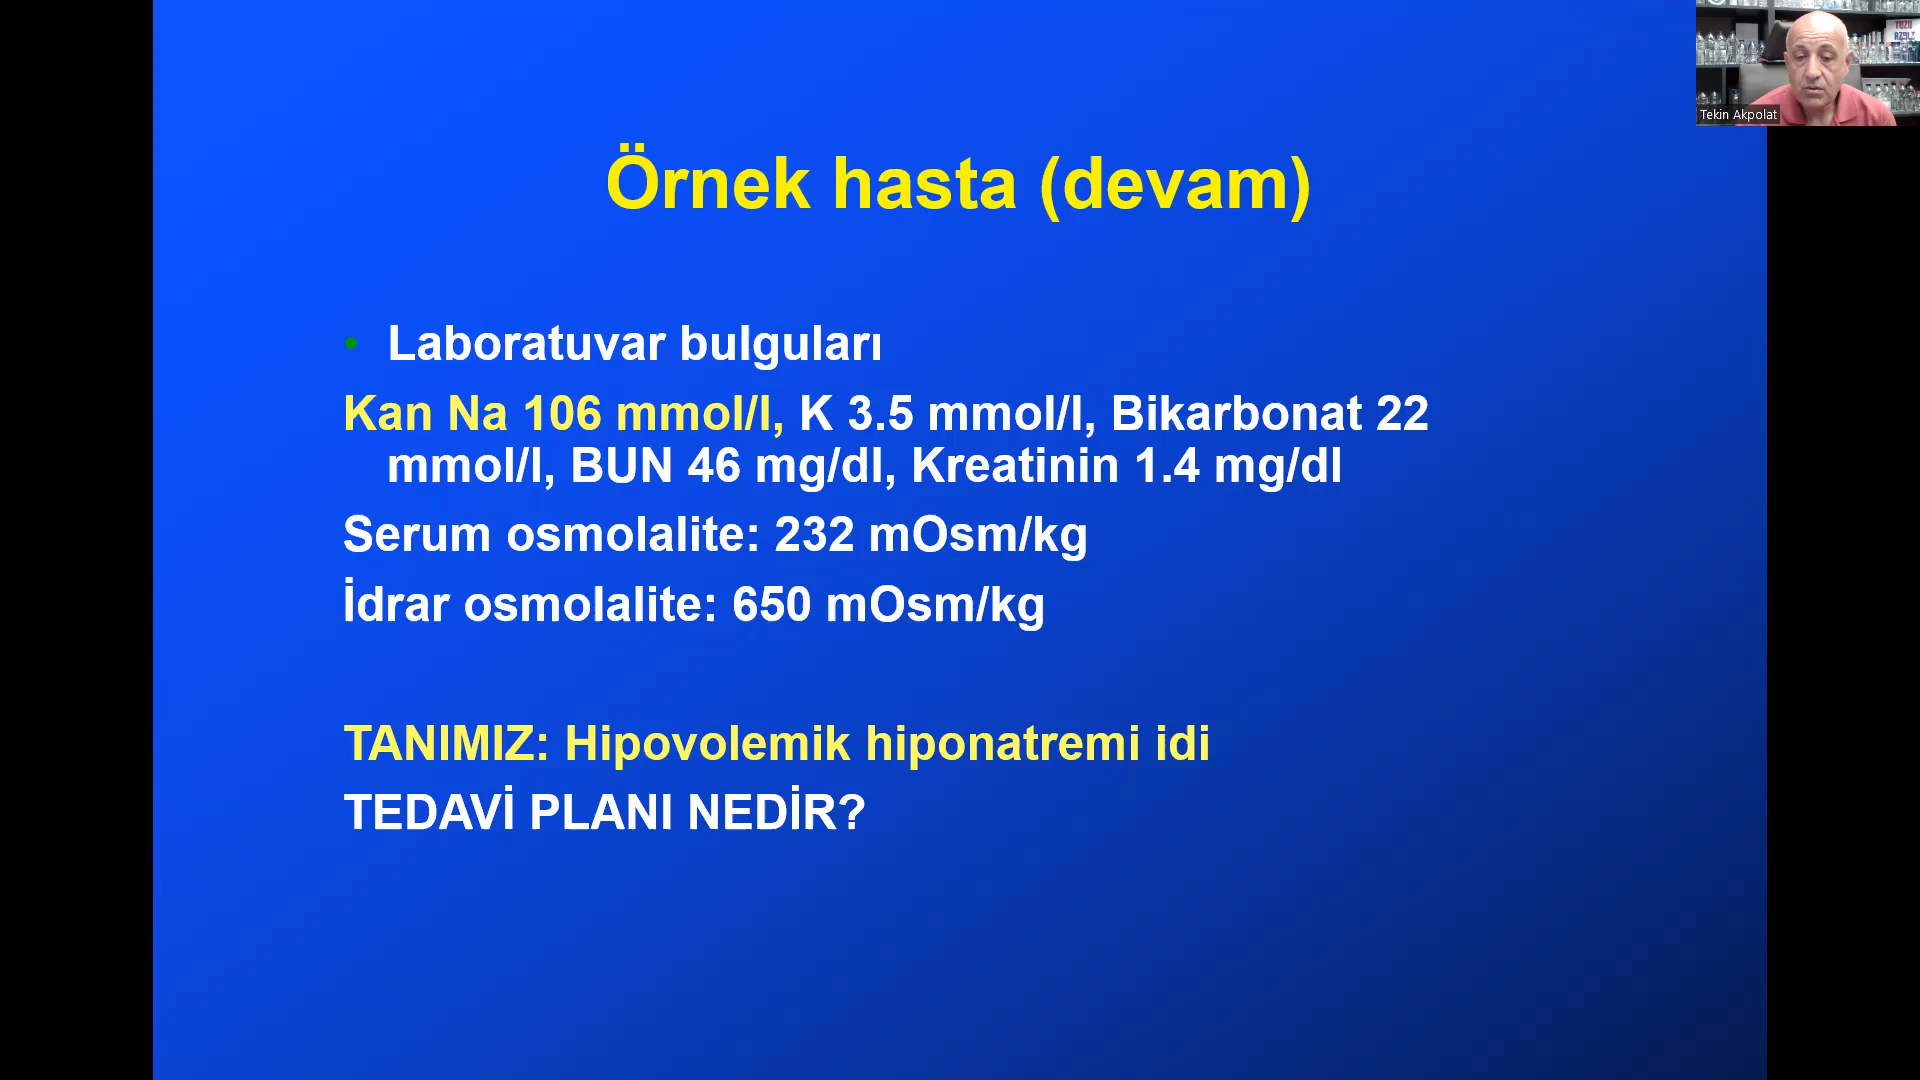 Örnek hasta (devam)
• Laboratuvar bulguları
Kan Na 106 mmol/l, K 3.5 mmol/l, Bikarbonat 22
mmol/l, BUN 46 mg/dl, Kreatinin 1.4 mg/dl
Serum osmolalite: 232 mOsm/kg
İdrar osmolalite: 650 mOsm/kg
TANIMIZ: Hipovolemik hiponatremi idi
TEDAVİ PLANI NEDİR?
Tekin Akpolat
TUZU